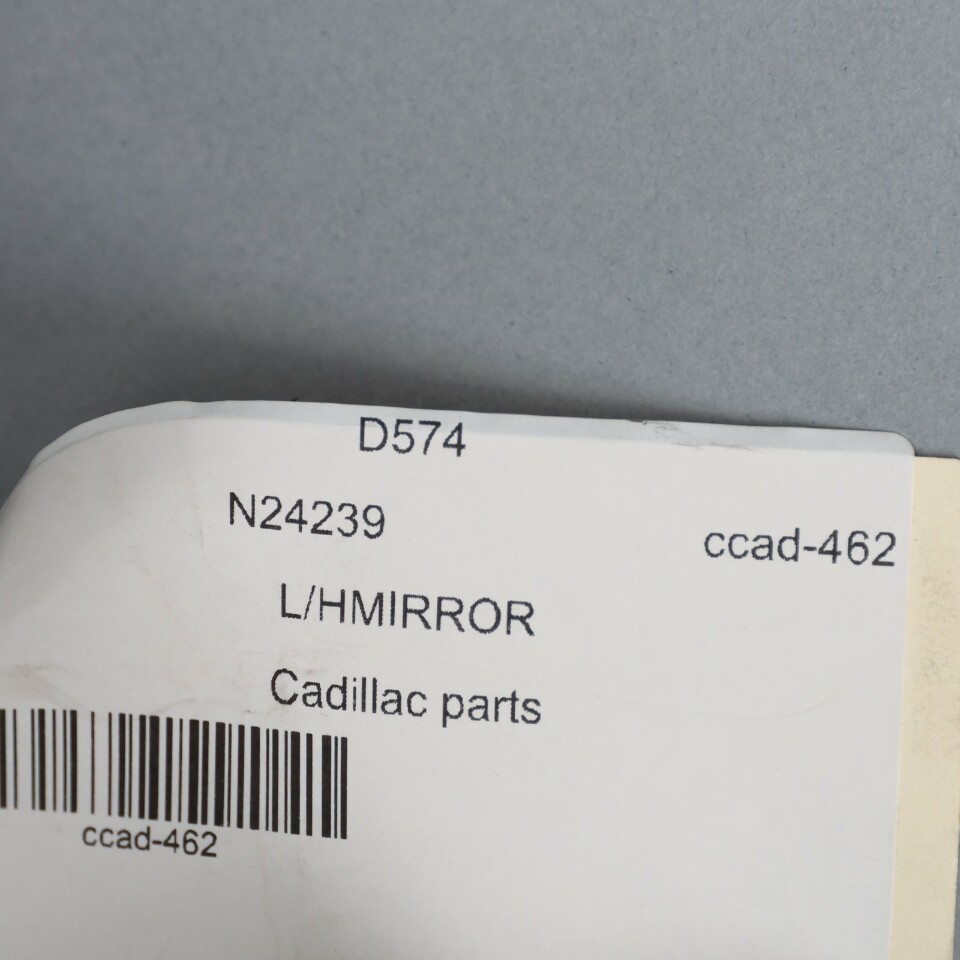 D574
N24239
ccad-462
L/HMIRROR
Cadillac parts
ccad-462